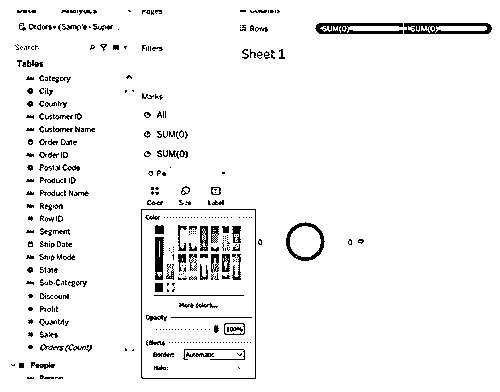 Data Analytics
Pages
Columns
Orders+ (Sample - Super...
Rows
SUM(0)
SUM(0)
Search
Filters
Sheet 1
Tables
Category
City
Country
Marks
Customer ID
All
Customer Name
SUM(0)
Order Date
Order ID
SUM(0)
Postal Code
Product ID
Product Name
Color
Size
Label
Region
Row ID
Color
Segment
Ship Date
Ship Mode
State
Sub-Category
Discount
More colors...
Profit
Opacity
Quantity
100%
Sales
Effects
Orders (Count)
Border:
Automatic
People
Halo:
Person